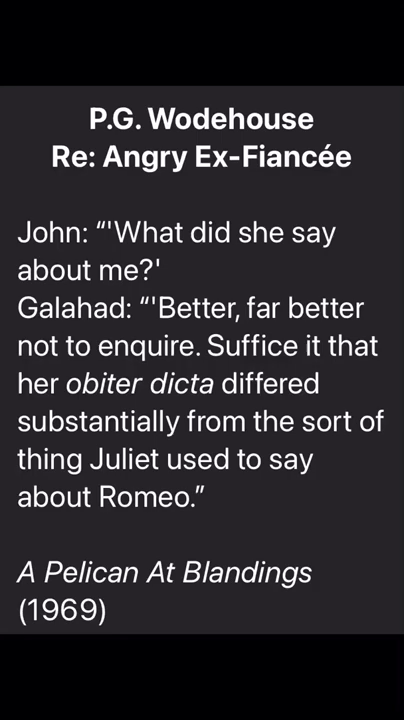 P.G. Wodehouse
Re: Angry Ex-Fiancée
John: “'What did she say
about me?'
Galahad: “'Better, far better
not to enquire. Suffice it that
her obiter dicta differed
substantially from the sort of
thing Juliet used to say
about Romeo.”
A Pelican At Blandings
(1969)